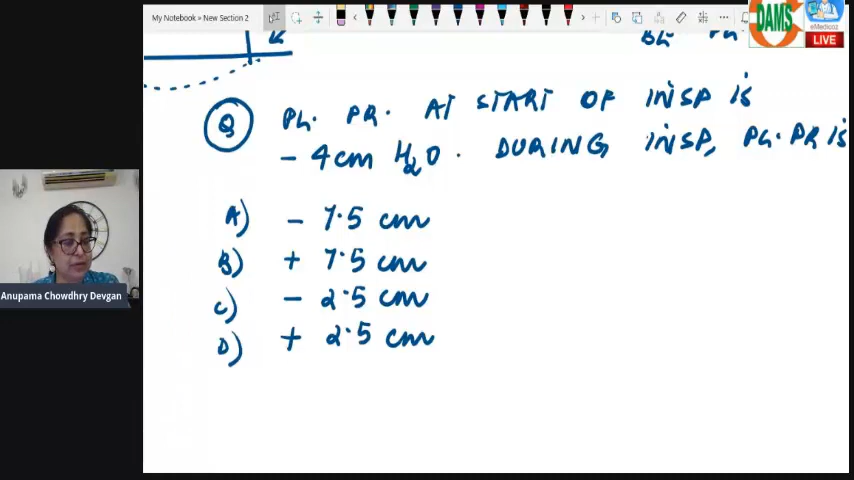 My Notebook » New Section 2
DAMS
eMedicoz
LIVE
Q PL. PR. AT START OF INSP IS
- 4cm H2O. DURING INSP, PL. PR IS
A) - 7.5 cm
B) + 7.5 cm
C) - 2.5 cm
D) + 2.5 cm
Anupama Chowdhry Devgan